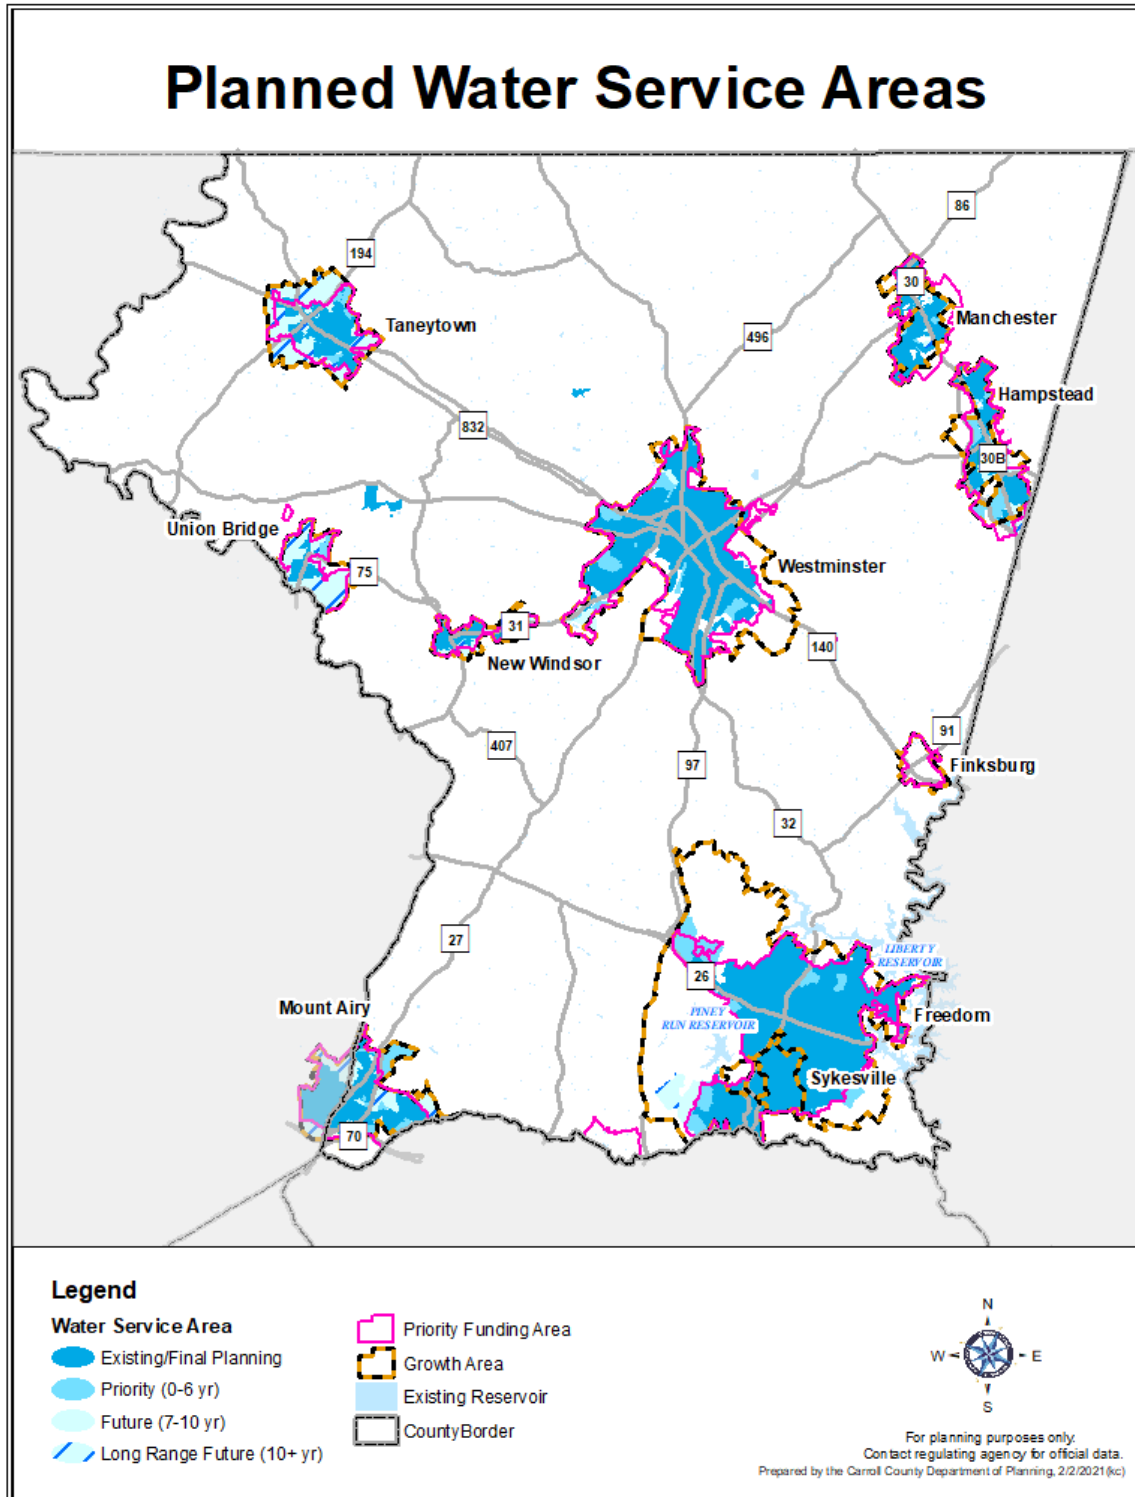 Planned Water Service Areas
86
194
30
Manchester
Taneytown
496
Hampstead
832
30B
Union Bridge
Westminster
75
31
140
New Windsor
91
407
97
Finksburg
32
27
LIBERTY
RESERVOIR
26
Mount Airy
PINEY
RUN RESERVOIR
Freedom
Sykesville
70
Legend
Water Service Area
Existing/Final Planning
Priority (0-6 yr)
Future (7-10 yr)
Long Range Future (10+ yr)
Priority Funding Area
Growth Area
Existing Reservoir
County Border
N
W
E
S
For planning purposes only.
Contact regulating agency for official data.
Prepared by the Carroll County Department of Planning, 2/2/2021(kc)